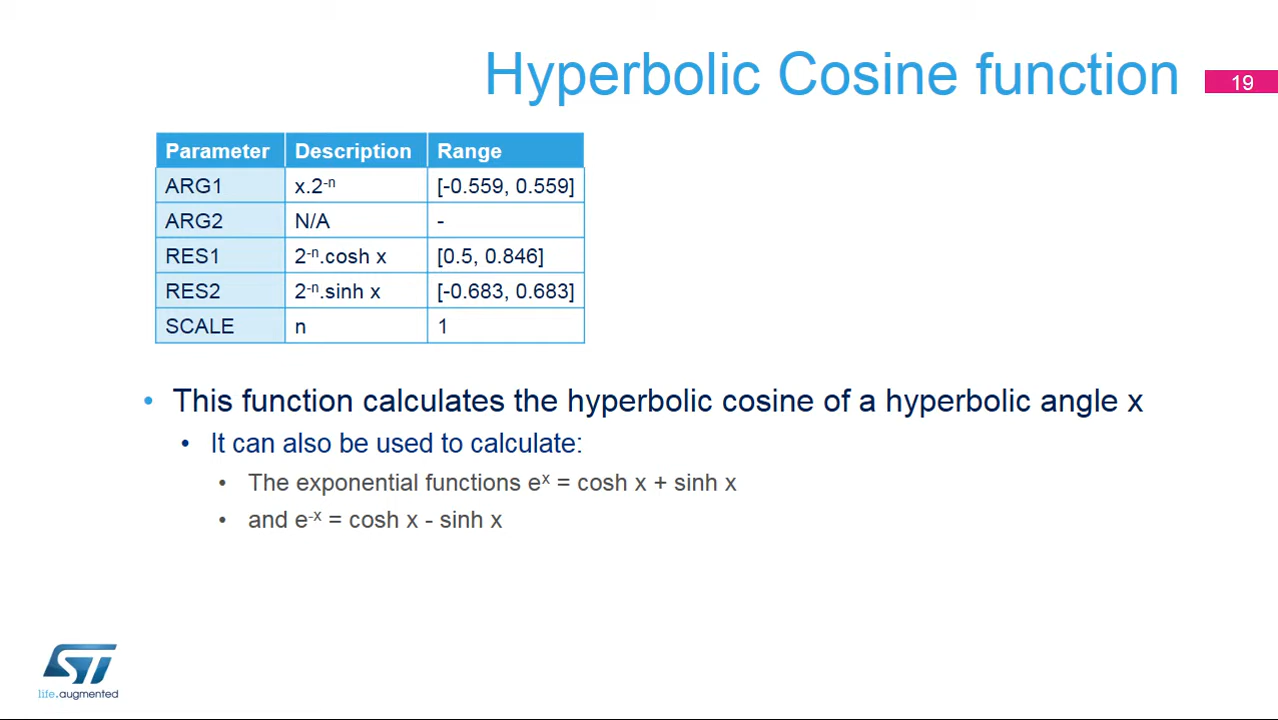 Hyperbolic Cosine function
19
Parameter Description Range
ARG1 x.2⁻ⁿ [-0.559, 0.559]
ARG2 N/A -
RES1 2⁻ⁿ.cosh x [0.5, 0.846]
RES2 2⁻ⁿ.sinh x [-0.683, 0.683]
SCALE n 1
• This function calculates the hyperbolic cosine of a hyperbolic angle x
• It can also be used to calculate:
• The exponential functions eˣ = cosh x + sinh x
• and e⁻ˣ = cosh x - sinh x
ST
life.augmented